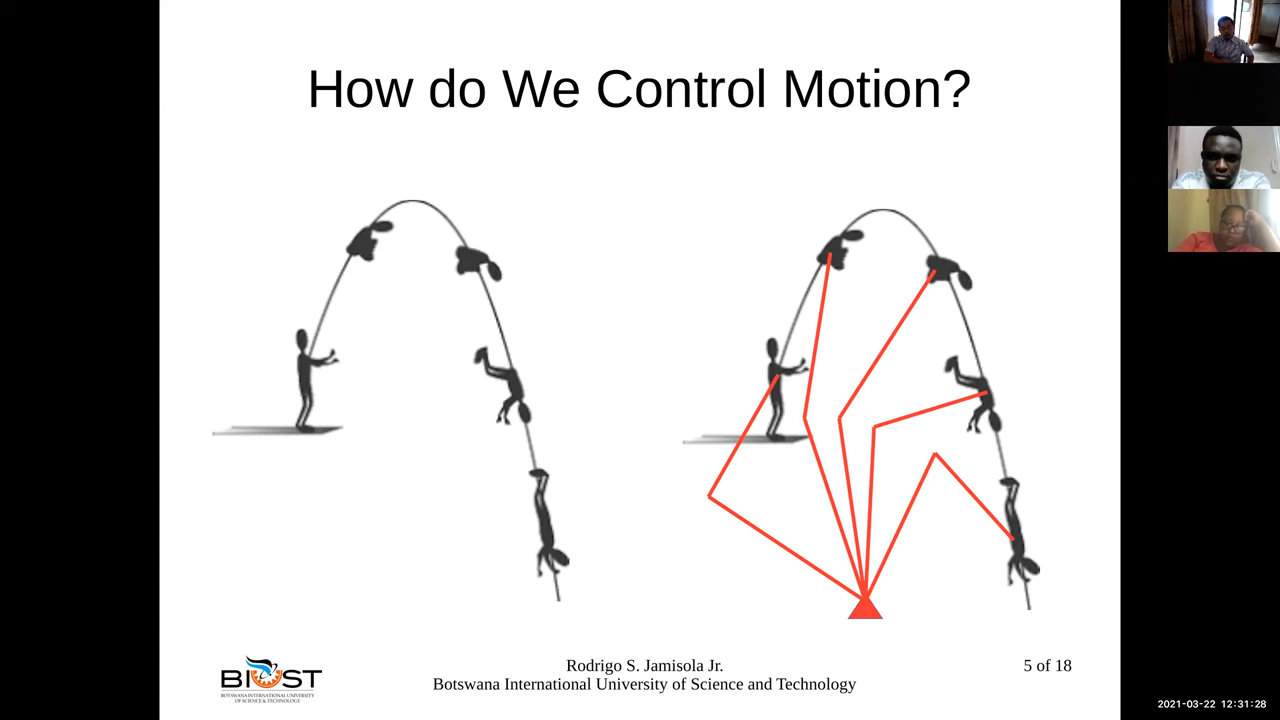 How do We Control Motion?
BIUST
BOTSWANA INTERNATIONAL UNIVERSITY
OF SCIENCE & TECHNOLOGY
Rodrigo S. Jamisola Jr.
Botswana International University of Science and Technology
5 of 18
2021-03-22 12:31:28